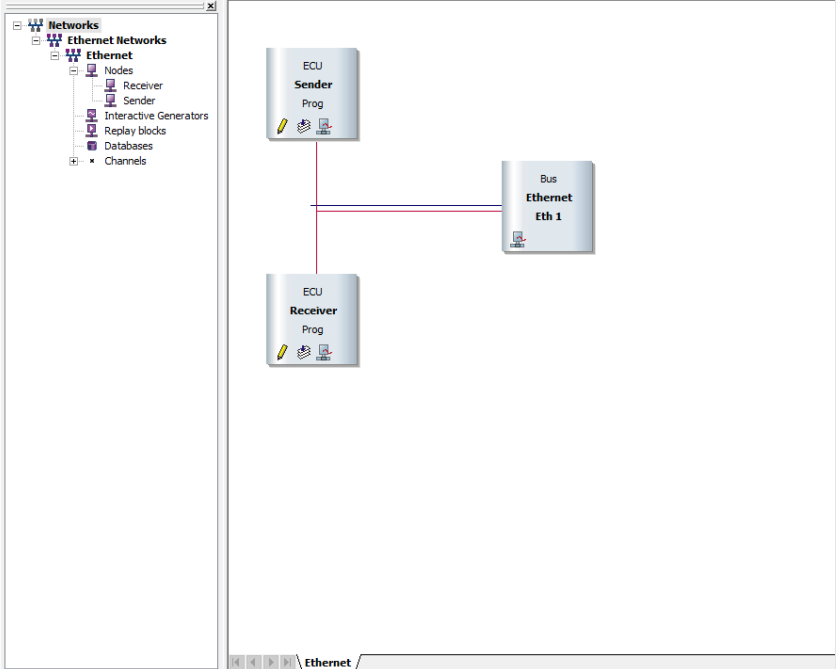 Networks
Ethernet Networks
Ethernet
Nodes
Receiver
Sender
Interactive Generators
Replay blocks
Databases
Channels
ECU
Sender
Prog
Bus
Ethernet
Eth 1
ECU
Receiver
Prog
Ethernet